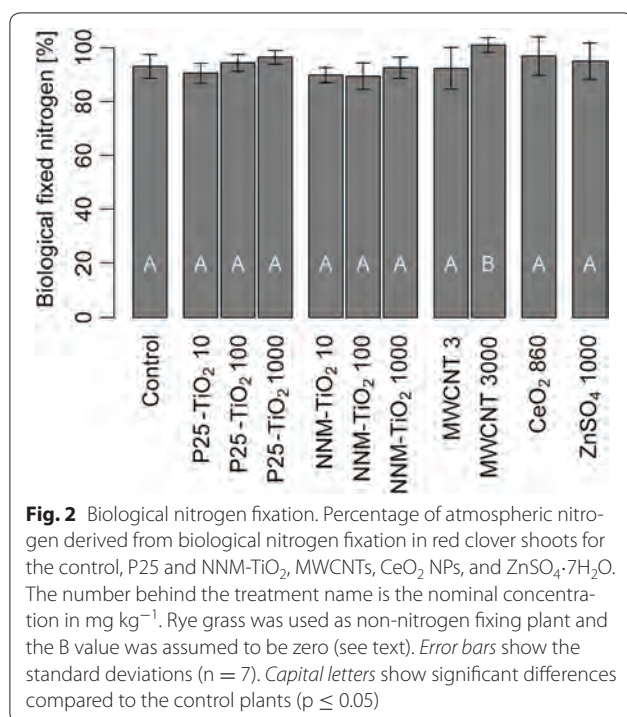 Biological fixed nitrogen [%]
100
80
60
40
20
0
A
A
A
A
A
A
A
A
B
A
A
Control
P25-TiO₂ 10
P25-TiO₂ 100
P25-TiO₂ 1000
NNM-TiO₂ 10
NNM-TiO₂ 100
NNM-TiO₂ 1000
MWCNT 3
MWCNT 3000
CeO₂ 860
ZnSO₄ 1000
Fig. 2 Biological nitrogen fixation. Percentage of atmospheric nitro-
gen derived from biological nitrogen fixation in red clover shoots for
the control, P25 and NNM-TiO₂, MWCNTs, CeO₂ NPs, and ZnSO₄·7H₂O.
The number behind the treatment name is the nominal concentra-
tion in mg kg⁻¹. Rye grass was used as non-nitrogen fixing plant and
the B value was assumed to be zero (see text). Error bars show the
standard deviations (n = 7). Capital letters show significant differences
compared to the control plants (p ≤ 0.05)